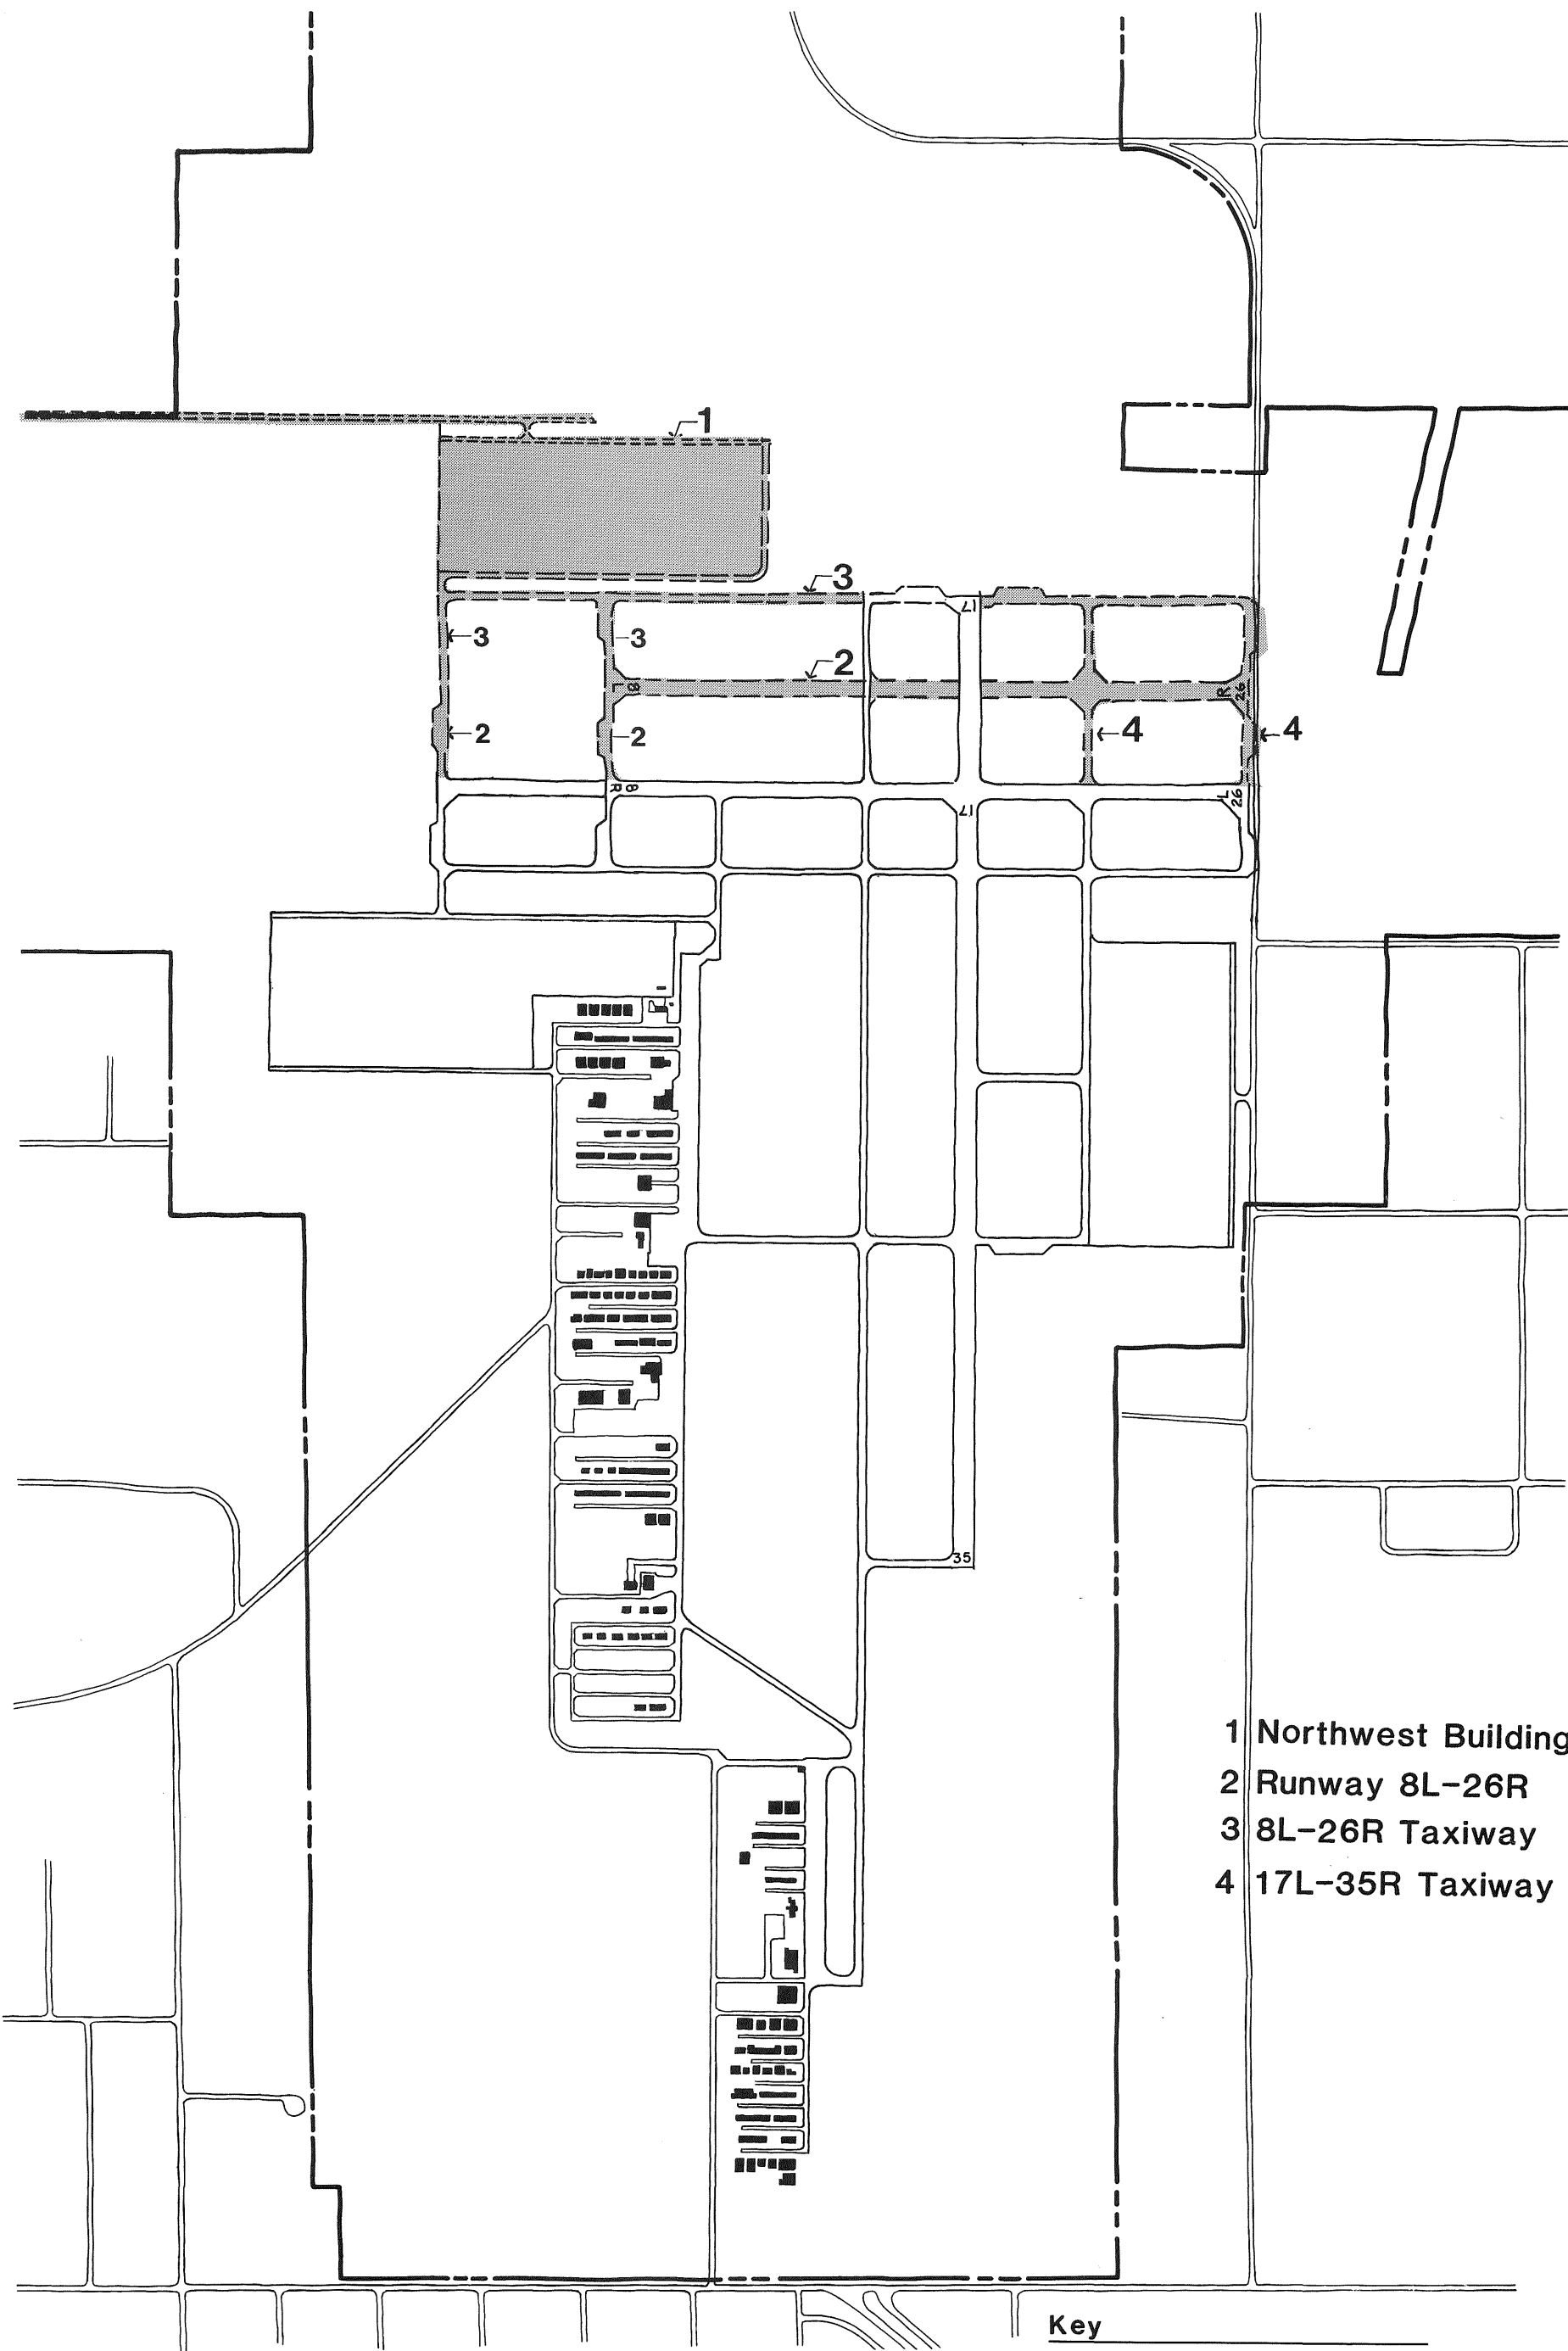 1
3
17
3
3
2
L 8
R 26
2
2
4
4
8 R
L 26
17
35
1 Northwest Building
2 Runway 8L-26R
3 8L-26R Taxiway
4 17L-35R Taxiway
Key